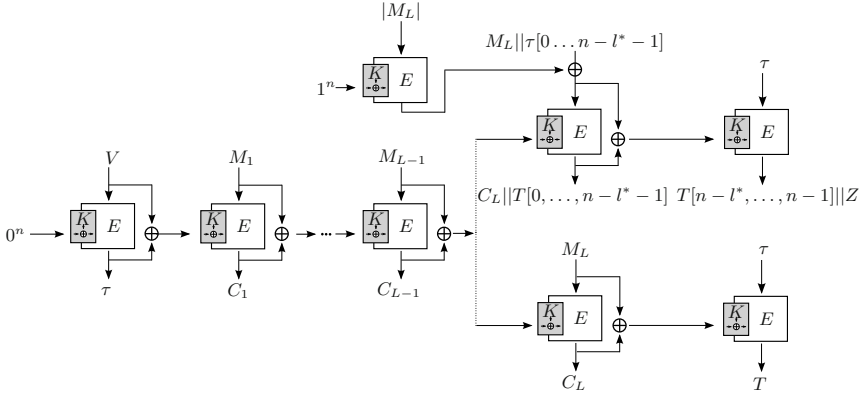 |M_L|
M_L||τ[0 … n−l*−1]
τ
K E
1^n
K E
K E
V
M_1
M_{L−1}
C_L||T[0,…,n−l*−1]
T[n−l*,…,n−1]||Z
0^n
K E
K E
...
K E
M_L
τ
τ
C_1
C_{L−1}
K E
K E
C_L
T